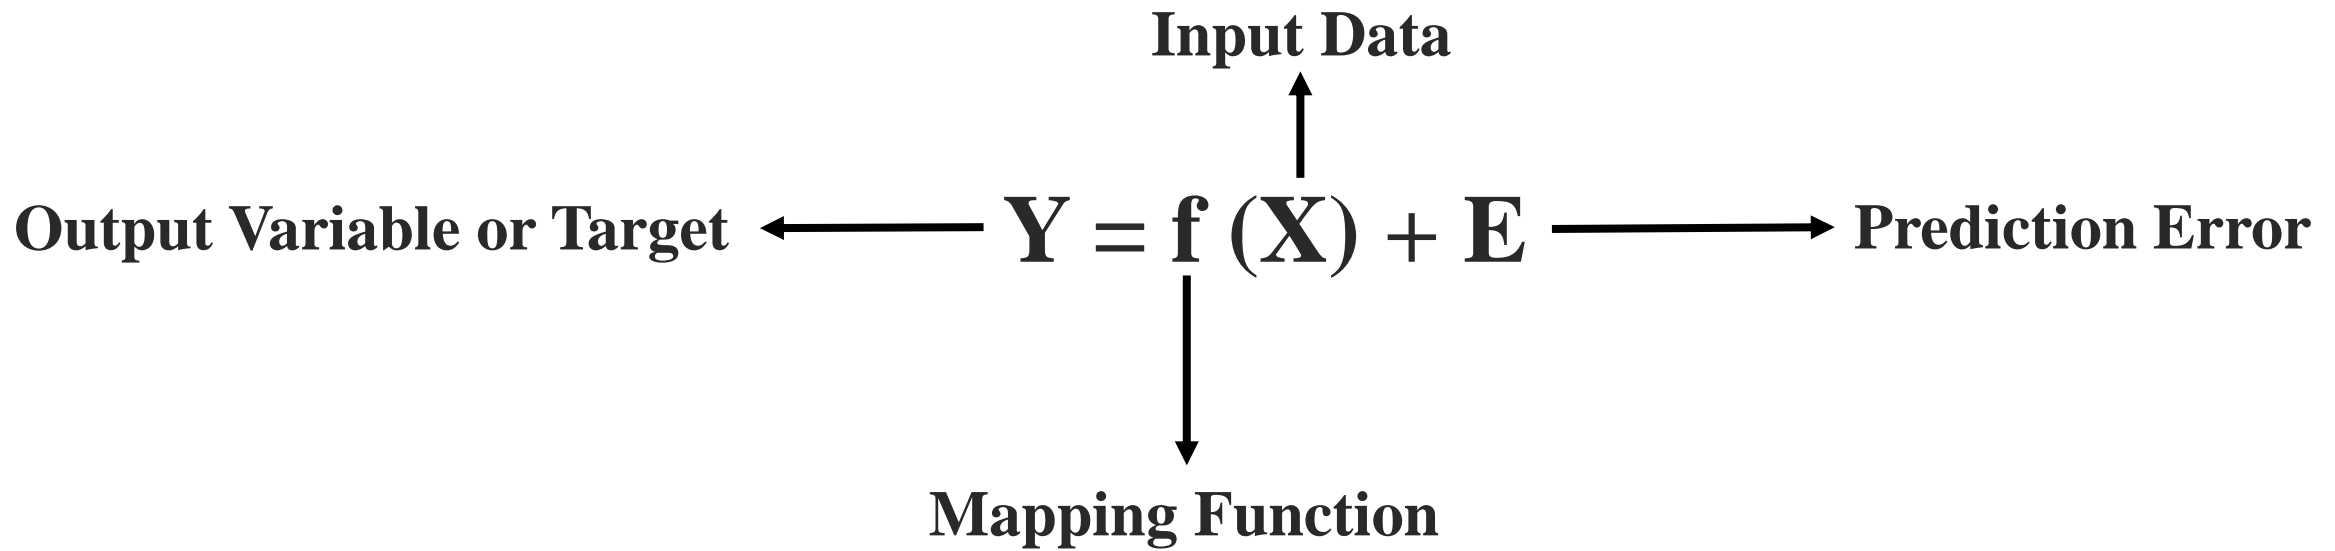 Input Data
Output Variable or Target
Y = f (X) + E
Prediction Error
Mapping Function